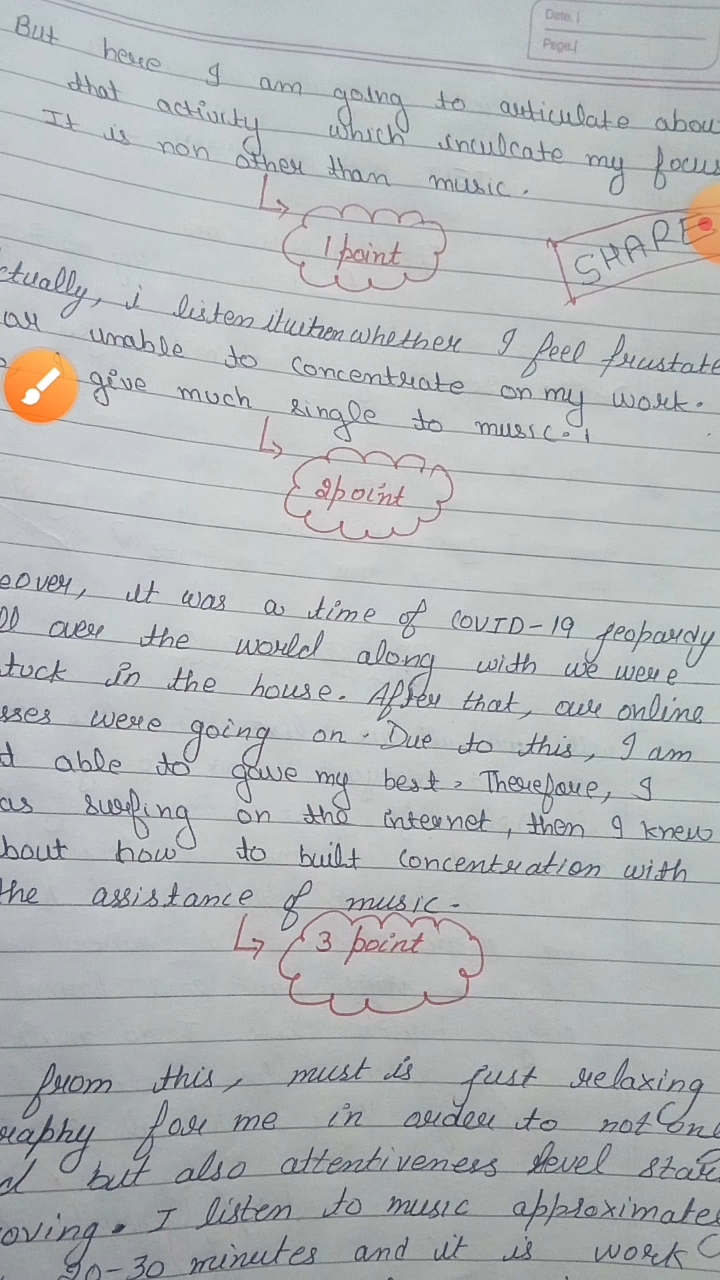 Date.
Page.
But here I am going to articulate abou
that activity which inculcate my focus
It is non other than music.
1 point
SHARE
ctually, i listen ituition whether I feel frustate
or unable to concentrate on my work.
give much single to music.
2 point
eover, it was a time of COVID-19 jeopardy
ll over the world along with we were
tuck in the house. After that, our online
sses were going on. Due to this, I am
t able to gave my best. Therefore, I
as surfing on the internet, then I knew
bout how to built concentration with
the assistance of music.
3 point
from this, must is just relaxing
raphy for me in order to not on
d but also attentiveness level star
oving. I listen to music approximate
20-30 minutes and it is work